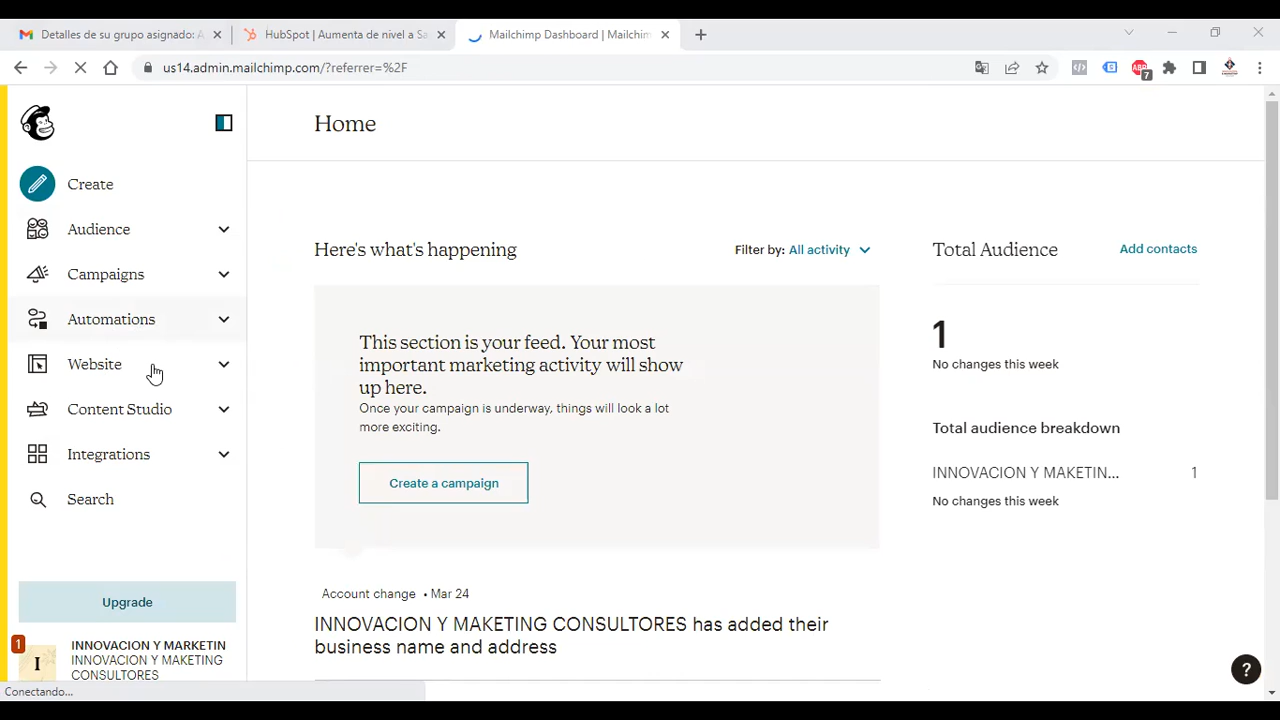 Detalles de su grupo asignado: A
HubSpot | Aumenta de nivel a Sa
Mailchimp Dashboard | Mailchim
us14.admin.mailchimp.com/?referrer=%2F
ABP
7
Home
Create
Audience
Campaigns
Automations
Website
Content Studio
Integrations
Search
Upgrade
1
I
INNOVACION Y MARKETIN
INNOVACION Y MAKETING
CONSULTORES
Conectando...
Here's what's happening
Filter by: All activity
This section is your feed. Your most
important marketing activity will show
up here.
Once your campaign is underway, things will look a lot
more exciting.
Create a campaign
Account change • Mar 24
INNOVACION Y MAKETING CONSULTORES has added their
business name and address
Total Audience
Add contacts
1
No changes this week
Total audience breakdown
INNOVACION Y MAKETIN... 1
No changes this week
?